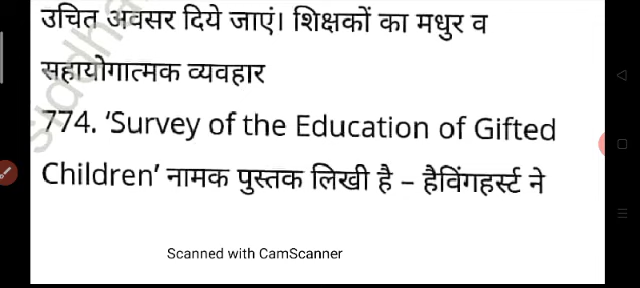 उचित अवसर दिये जाएं। शिक्षकों का मधुर व
सहायोगात्मक व्यवहार
774. ‘Survey of the Education of Gifted
Children’ नामक पुस्तक लिखी है – हैविंगहर्स्ट ने
Scanned with CamScanner